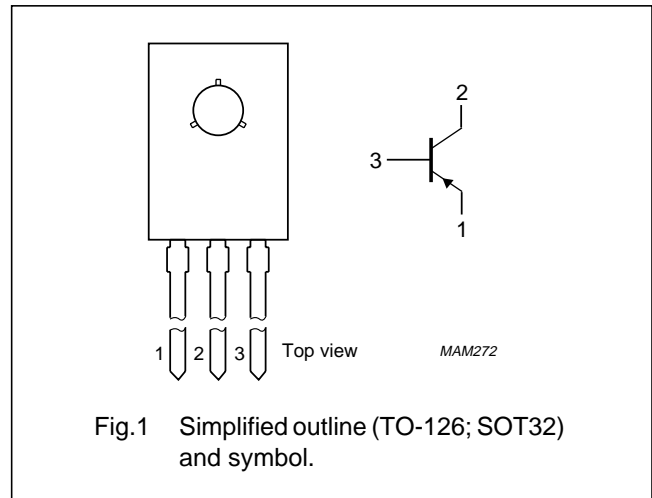 2
3
1
1 2 3 Top view MAM272
Fig.1 Simplified outline (TO-126; SOT32)
and symbol.